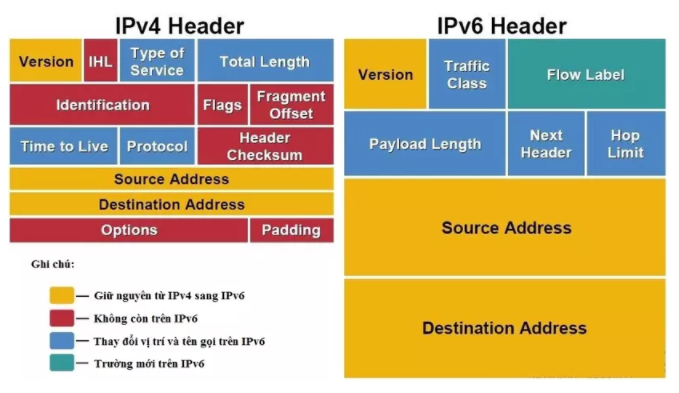 IPv4 Header
Version IHL Type of Service Total Length
Identification Flags Fragment Offset
Time to Live Protocol Header Checksum
Source Address
Destination Address
Options Padding
Ghi chú:
Giữ nguyên từ IPv4 sang IPv6
Không còn trên IPv6
Thay đổi vị trí và tên gọi trên IPv6
Trường mới trên IPv6
IPv6 Header
Version Traffic Class Flow Label
Payload Length Next Header Hop Limit
Source Address
Destination Address